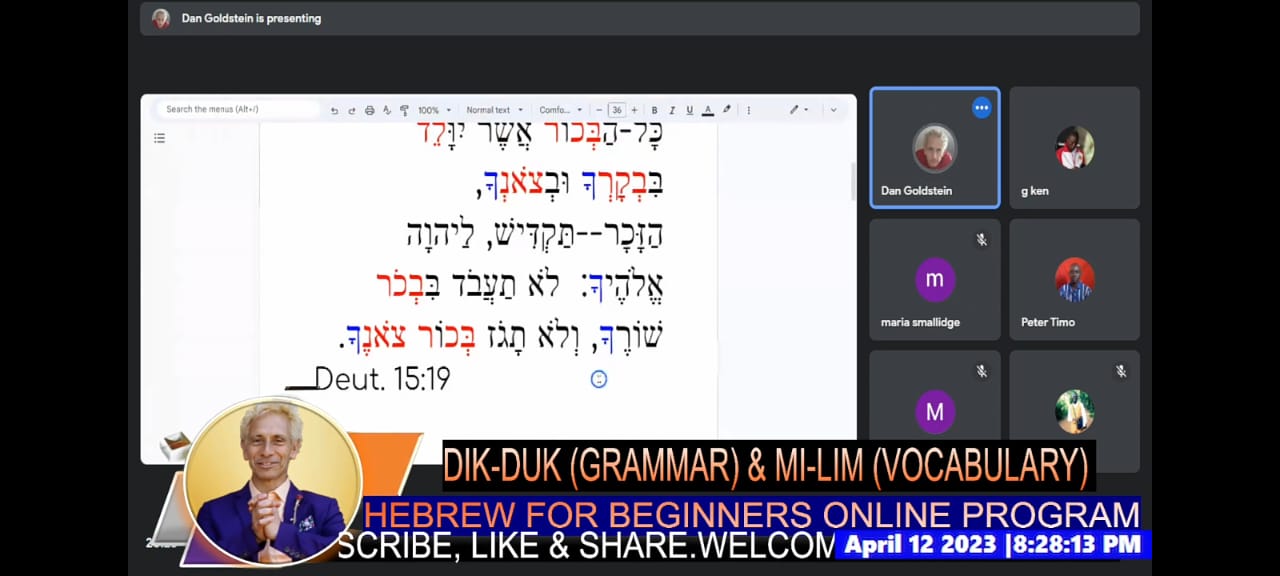 Dan Goldstein is presenting
Search the menus (Alt+/)
100%
Normal text
Comfo...
36
B I U A
כׇּל-הַבְּכוֹר אֲשֶׁר יִוָּלֵד
בִּבְקָרְךָ וּבְצֹאנְךָ,
הַזָּכָר--תַּקְדִּישׁ, לַיהוָה
אֱלֹהֶיךָ: לֹא תַעֲבֹד בִּבְכֹר
שׁוֹרֶךָ, וְלֹא תָגֹז בְּכוֹר צֹאנֶךָ.
Deut. 15:19
Dan Goldstein
g ken
m
maria smallidge
Peter Timo
M
DIK-DUK (GRAMMAR) & MI-LIM (VOCABULARY)
HEBREW FOR BEGINNERS ONLINE PROGRAM
SCRIBE, LIKE & SHARE.WELCOM
April 12 2023 |8:28:13 PM